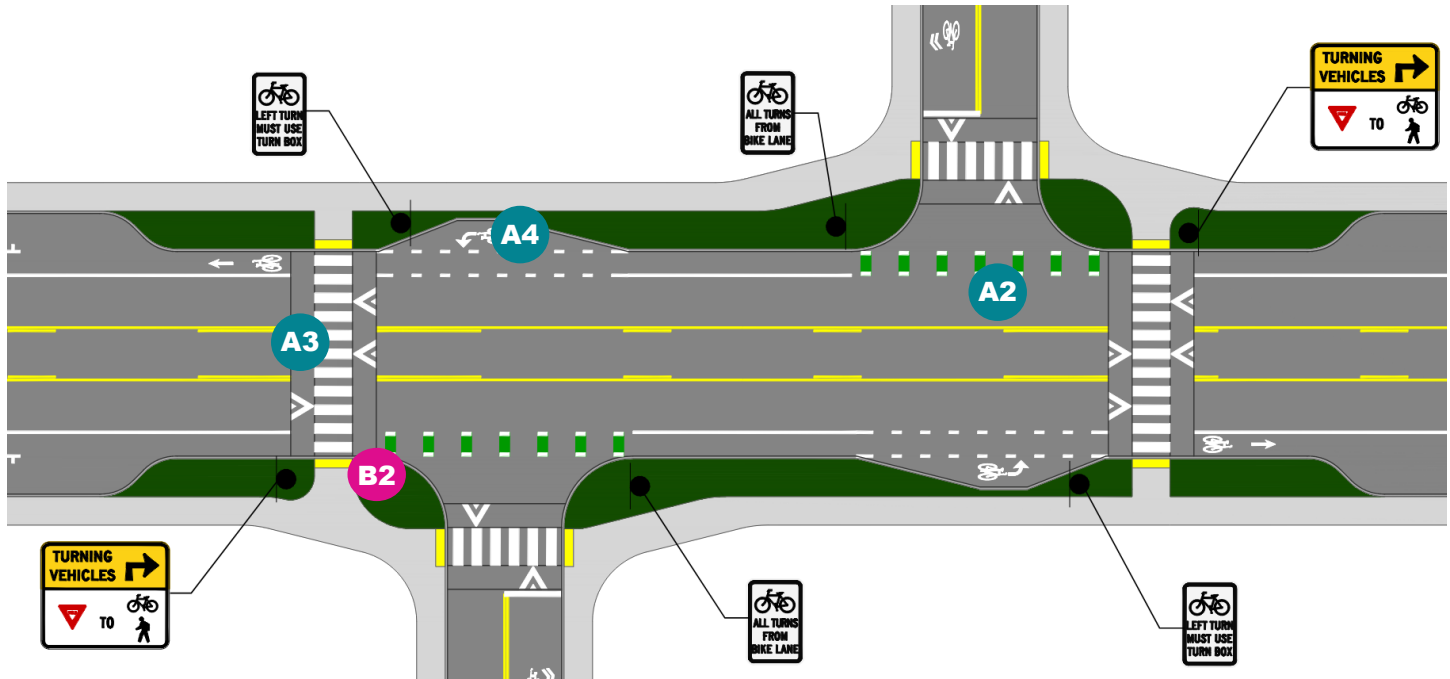 TURNING
VEHICLES
TO
LEFT TURN
MUST USE
TURN BOX
ALL TURNS
FROM
BIKE LANE
A4
A2
A3
B2
TURNING
VEHICLES
TO
ALL TURNS
FROM
BIKE LANE
LEFT TURN
MUST USE
TURN BOX